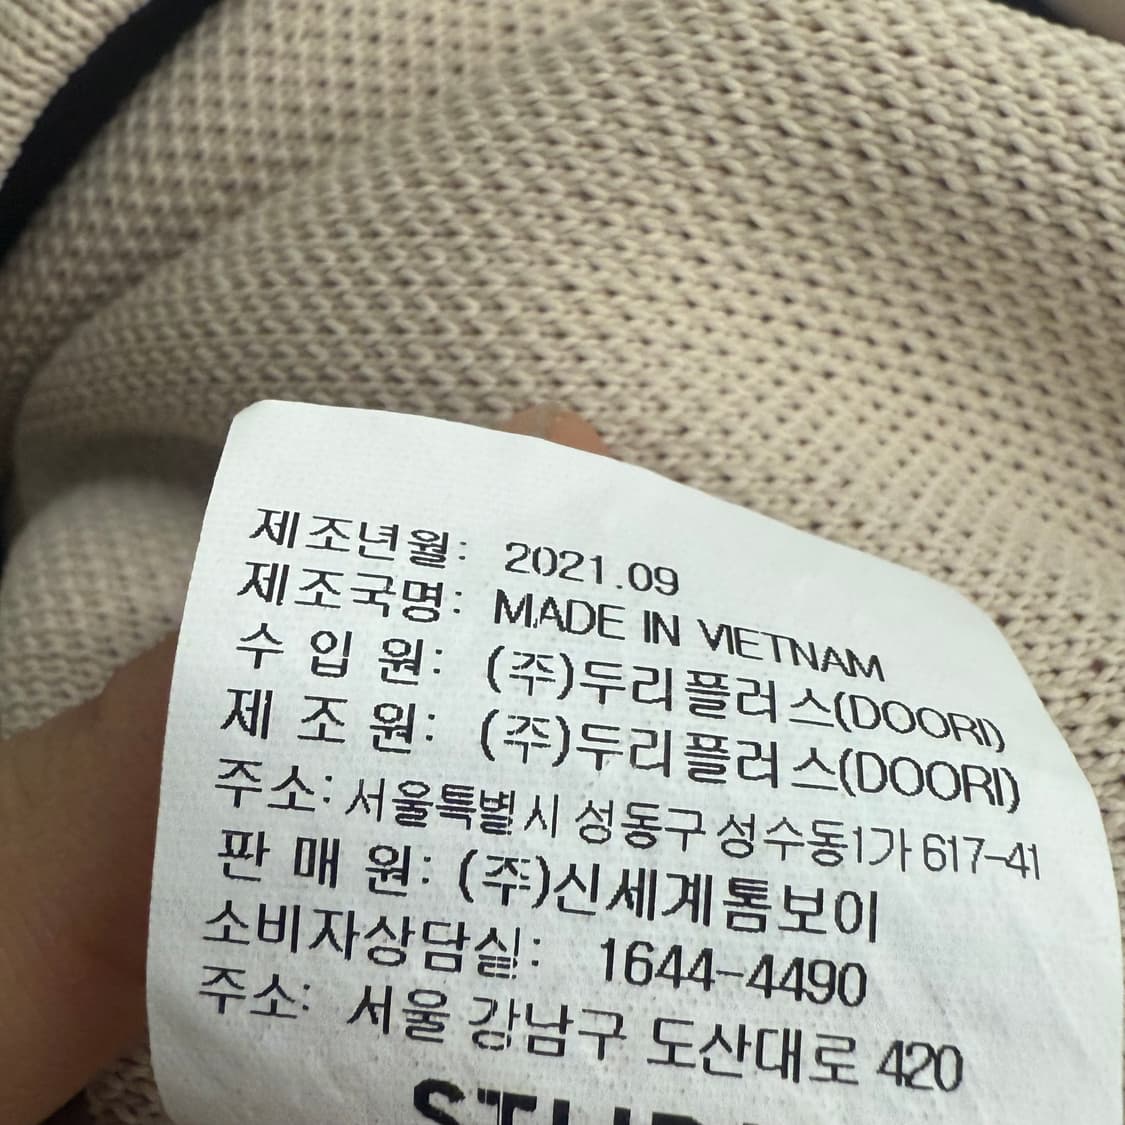 제조년월: 2021.09
제조국명: MADE IN VIETNAM
수 입 원: (주)두리플러스(DOORI)
제 조 원: (주)두리플러스(DOORI)
주소: 서울특별시 성동구 성수동1가 617-41
판 매 원: (주)신세계톰보이
소비자상담실: 1644-4490
주소: 서울 강남구 도산대로 420